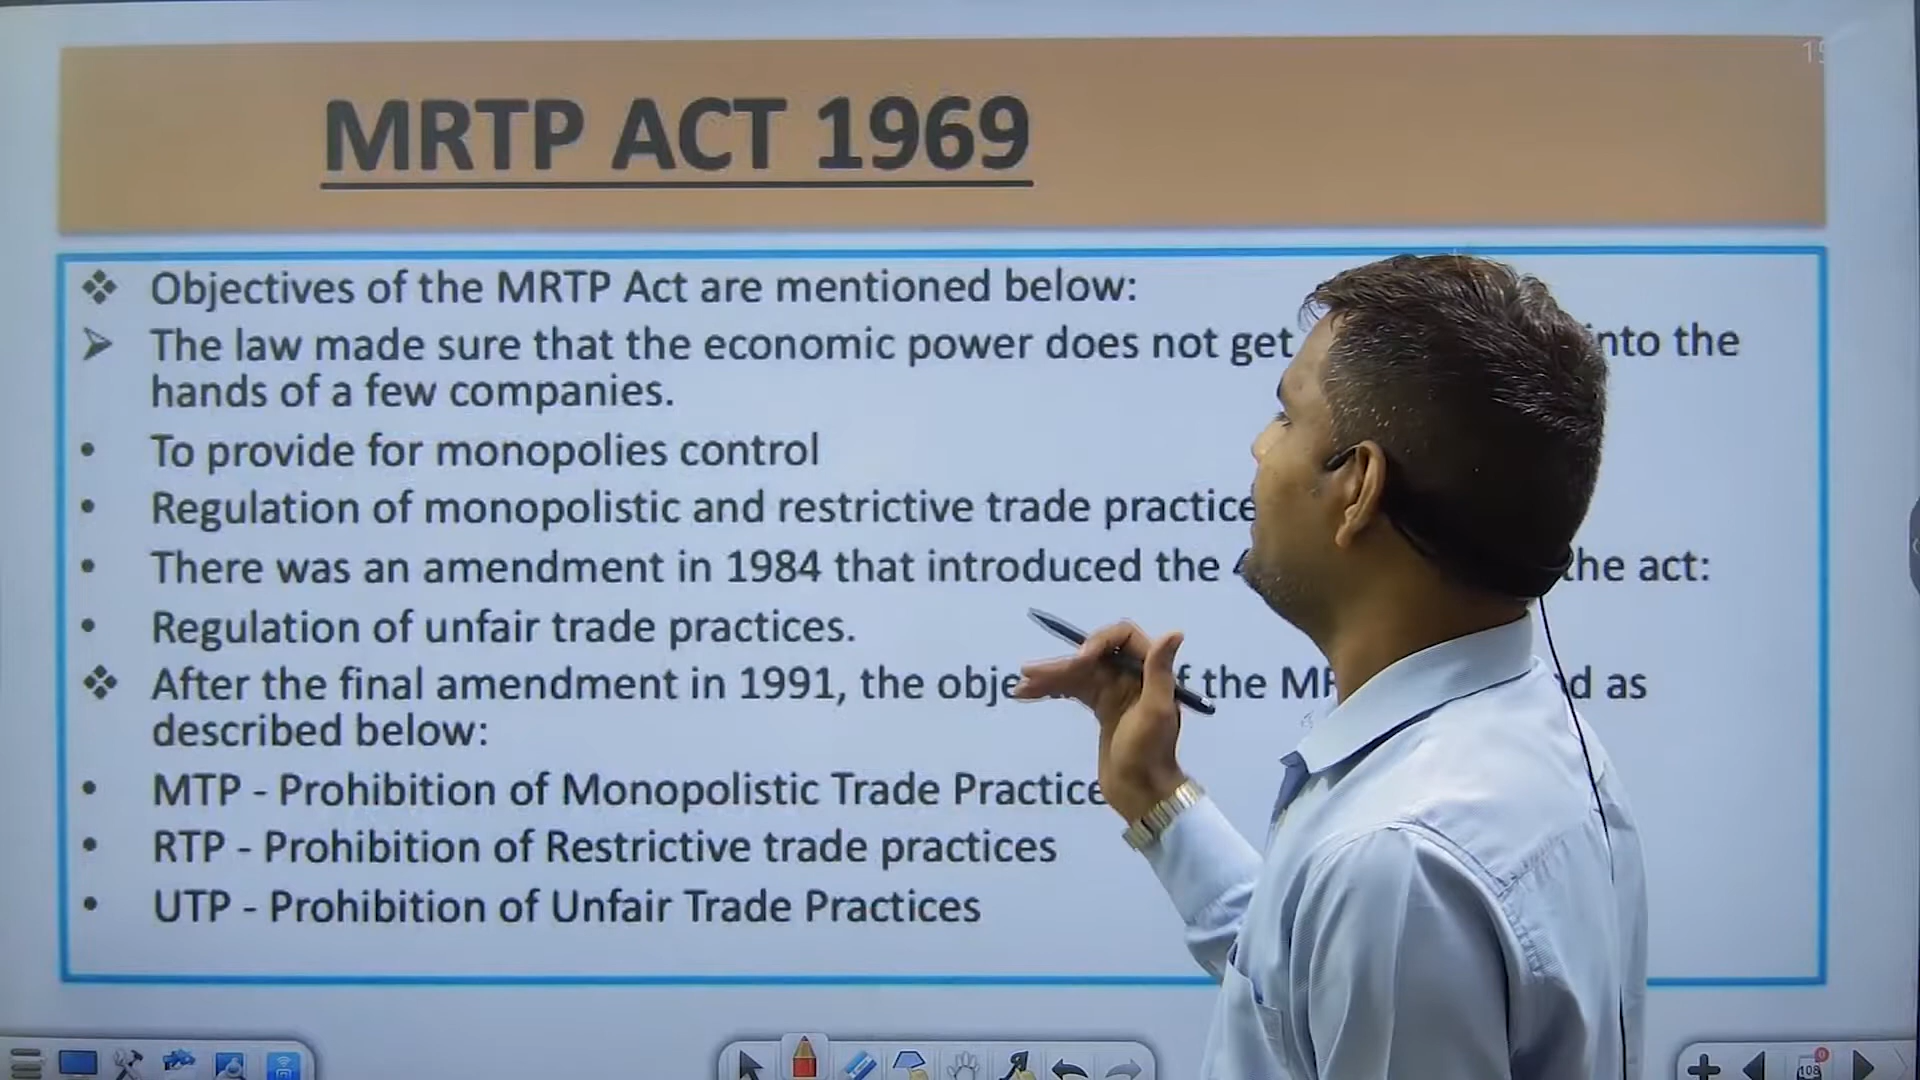 15
MRTP ACT 1969
Objectives of the MRTP Act are mentioned below:
The law made sure that the economic power does not get into the
hands of a few companies.
To provide for monopolies control
Regulation of monopolistic and restrictive trade practice
There was an amendment in 1984 that introduced the the act:
Regulation of unfair trade practices.
After the final amendment in 1991, the the as
described below:
MTP - Prohibition of Monopolistic Trade Practice
RTP - Prohibition of Restrictive trade practices
UTP - Prohibition of Unfair Trade Practices
108